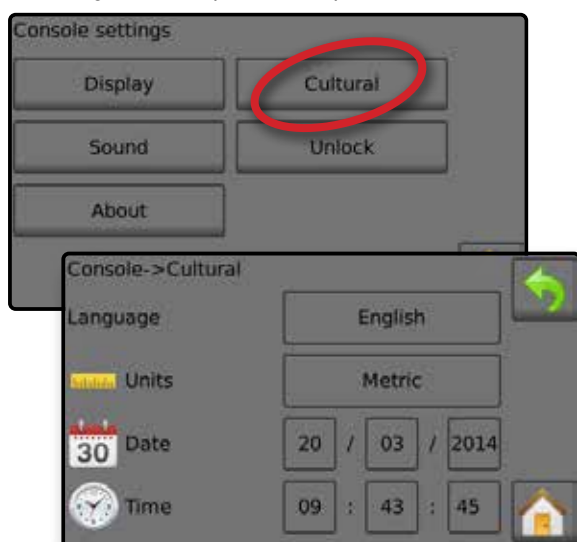 Console settings
Display Cultural
Sound Unlock
About
Console->Cultural
Language English
Units Metric
30 Date 20 / 03 / 2014
Time 09 : 43 : 45